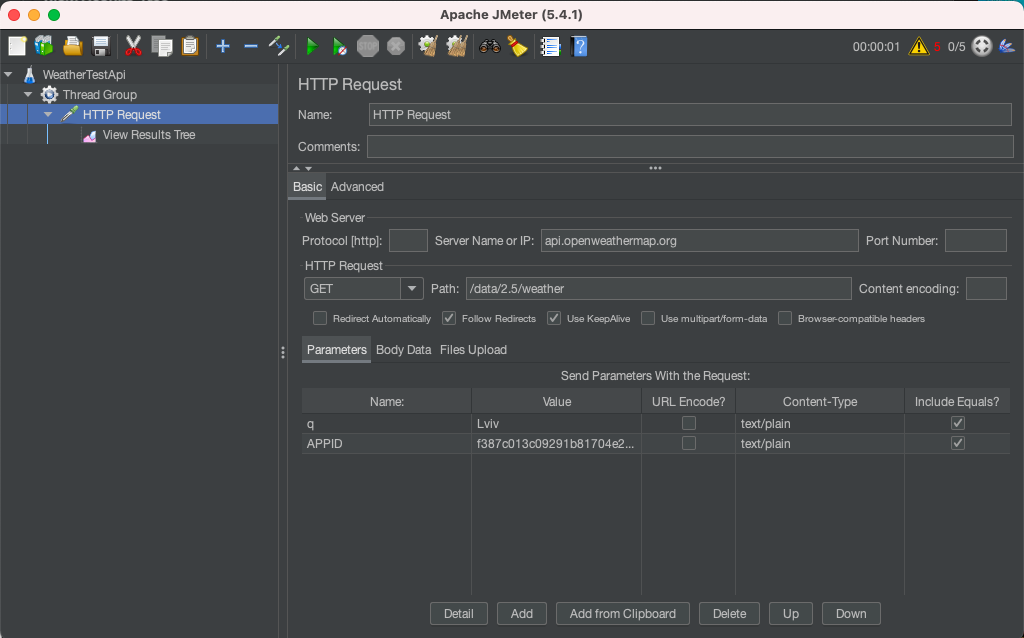 Apache JMeter (5.4.1)
STOP 00:00:01 5 0/5
WeatherTestApi
Thread Group
HTTP Request
View Results Tree
HTTP Request
Name: HTTP Request
Comments:
Basic Advanced
Web Server
Protocol [http]: Server Name or IP: api.openweathermap.org Port Number:
HTTP Request
GET Path: /data/2.5/weather Content encoding:
Redirect Automatically Follow Redirects Use KeepAlive Use multipart/form-data Browser-compatible headers
Parameters Body Data Files Upload
Send Parameters With the Request:
Name: Value URL Encode? Content-Type Include Equals?
q Lviv text/plain
APPID f387c013c09291b81704e2... text/plain
Detail Add Add from Clipboard Delete Up Down